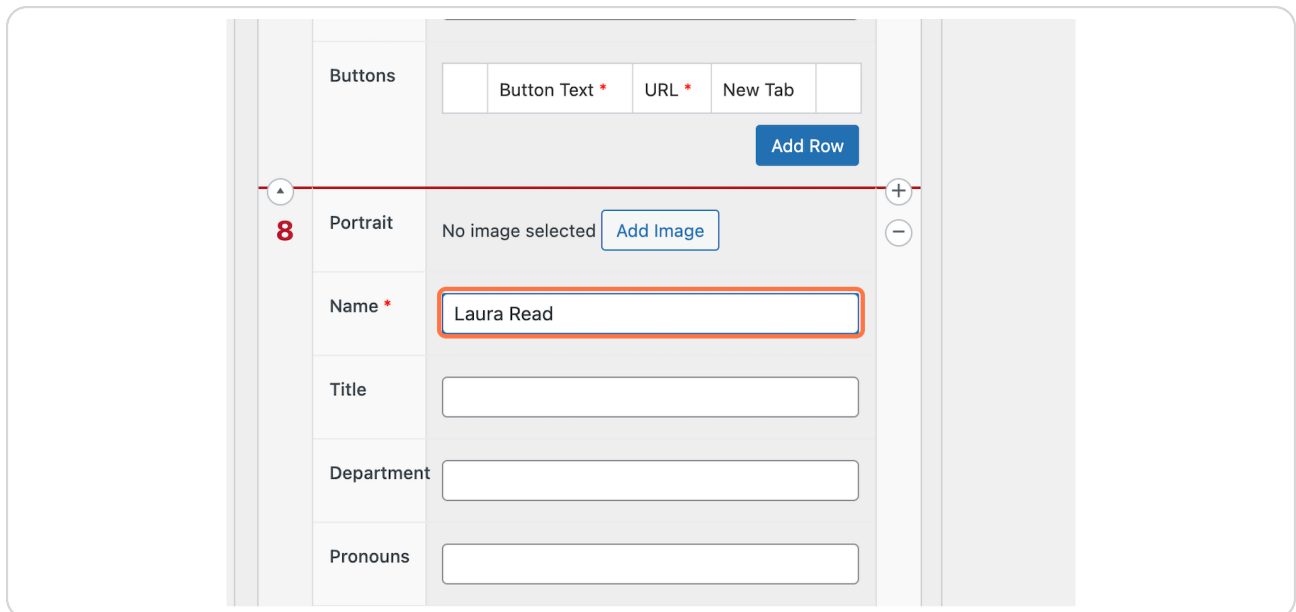 Buttons
Button Text * URL * New Tab
Add Row
8 Portrait No image selected Add Image
Name * Laura Read
Title
Department
Pronouns